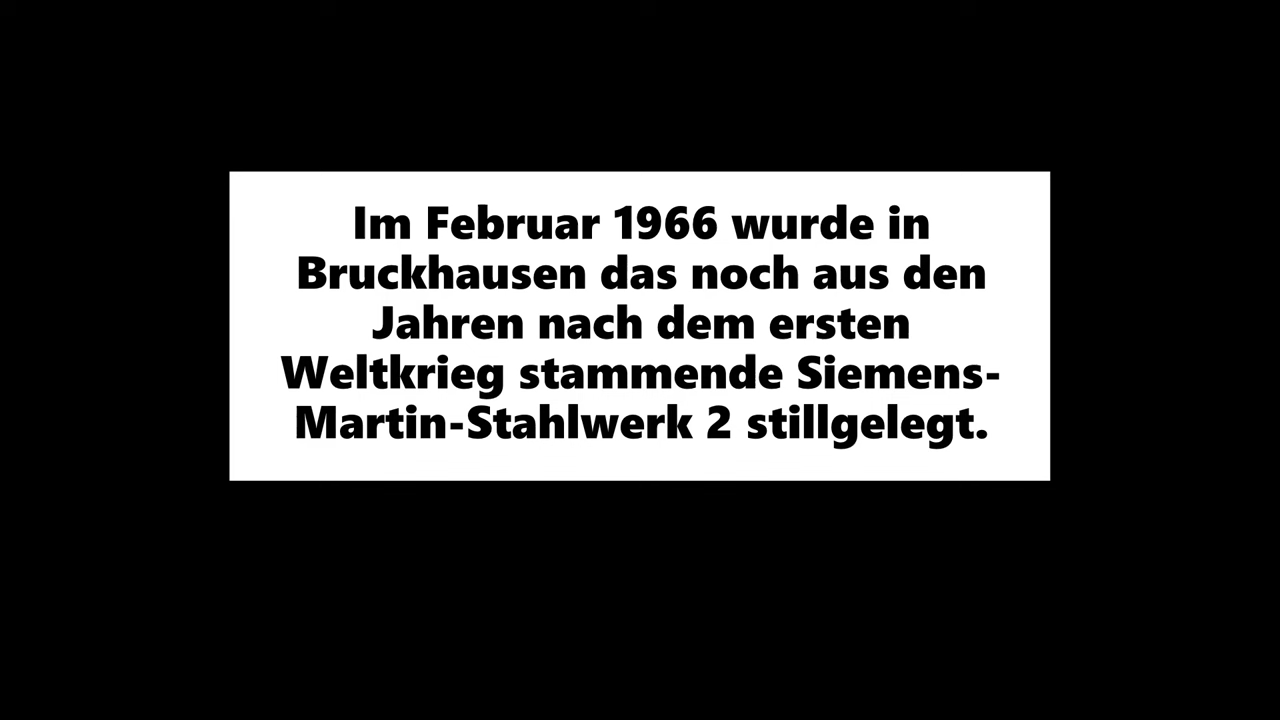 Im Februar 1966 wurde in
Bruckhausen das noch aus den
Jahren nach dem ersten
Weltkrieg stammende Siemens-
Martin-Stahlwerk 2 stillgelegt.